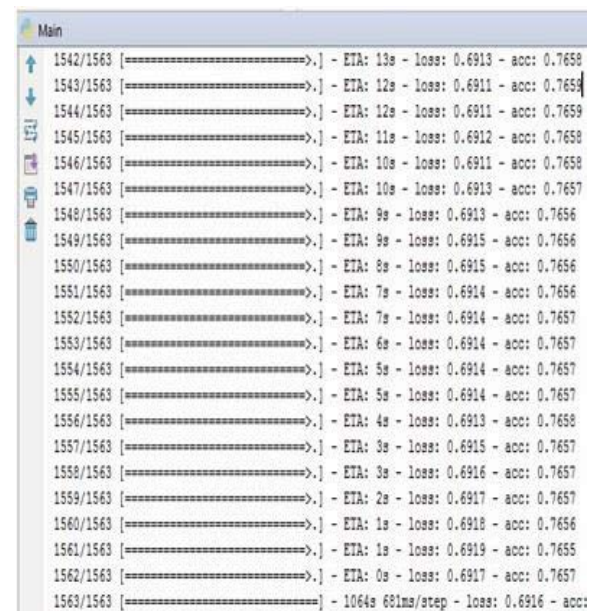 Main
1542/1563 [==============================>.] - ETA: 13s - loss: 0.6913 - acc: 0.7658
1543/1563 [==============================>.] - ETA: 12s - loss: 0.6911 - acc: 0.7659
1544/1563 [==============================>.] - ETA: 12s - loss: 0.6911 - acc: 0.7659
1545/1563 [==============================>.] - ETA: 11s - loss: 0.6912 - acc: 0.7658
1546/1563 [==============================>.] - ETA: 10s - loss: 0.6911 - acc: 0.7658
1547/1563 [==============================>.] - ETA: 10s - loss: 0.6913 - acc: 0.7657
1548/1563 [==============================>.] - ETA: 9s - loss: 0.6913 - acc: 0.7656
1549/1563 [==============================>.] - ETA: 9s - loss: 0.6915 - acc: 0.7656
1550/1563 [==============================>.] - ETA: 8s - loss: 0.6915 - acc: 0.7656
1551/1563 [==============================>.] - ETA: 7s - loss: 0.6914 - acc: 0.7656
1552/1563 [==============================>.] - ETA: 7s - loss: 0.6914 - acc: 0.7657
1553/1563 [==============================>.] - ETA: 6s - loss: 0.6914 - acc: 0.7657
1554/1563 [==============================>.] - ETA: 5s - loss: 0.6914 - acc: 0.7657
1555/1563 [==============================>.] - ETA: 5s - loss: 0.6914 - acc: 0.7657
1556/1563 [==============================>.] - ETA: 4s - loss: 0.6913 - acc: 0.7658
1557/1563 [==============================>.] - ETA: 3s - loss: 0.6915 - acc: 0.7657
1558/1563 [==============================>.] - ETA: 3s - loss: 0.6916 - acc: 0.7657
1559/1563 [==============================>.] - ETA: 2s - loss: 0.6917 - acc: 0.7657
1560/1563 [==============================>.] - ETA: 1s - loss: 0.6918 - acc: 0.7656
1561/1563 [==============================>.] - ETA: 1s - loss: 0.6919 - acc: 0.7655
1562/1563 [==============================>.] - ETA: 0s - loss: 0.6917 - acc: 0.7657
1563/1563 [================================] - 1064s 681ms/step - loss: 0.6916 - acc: